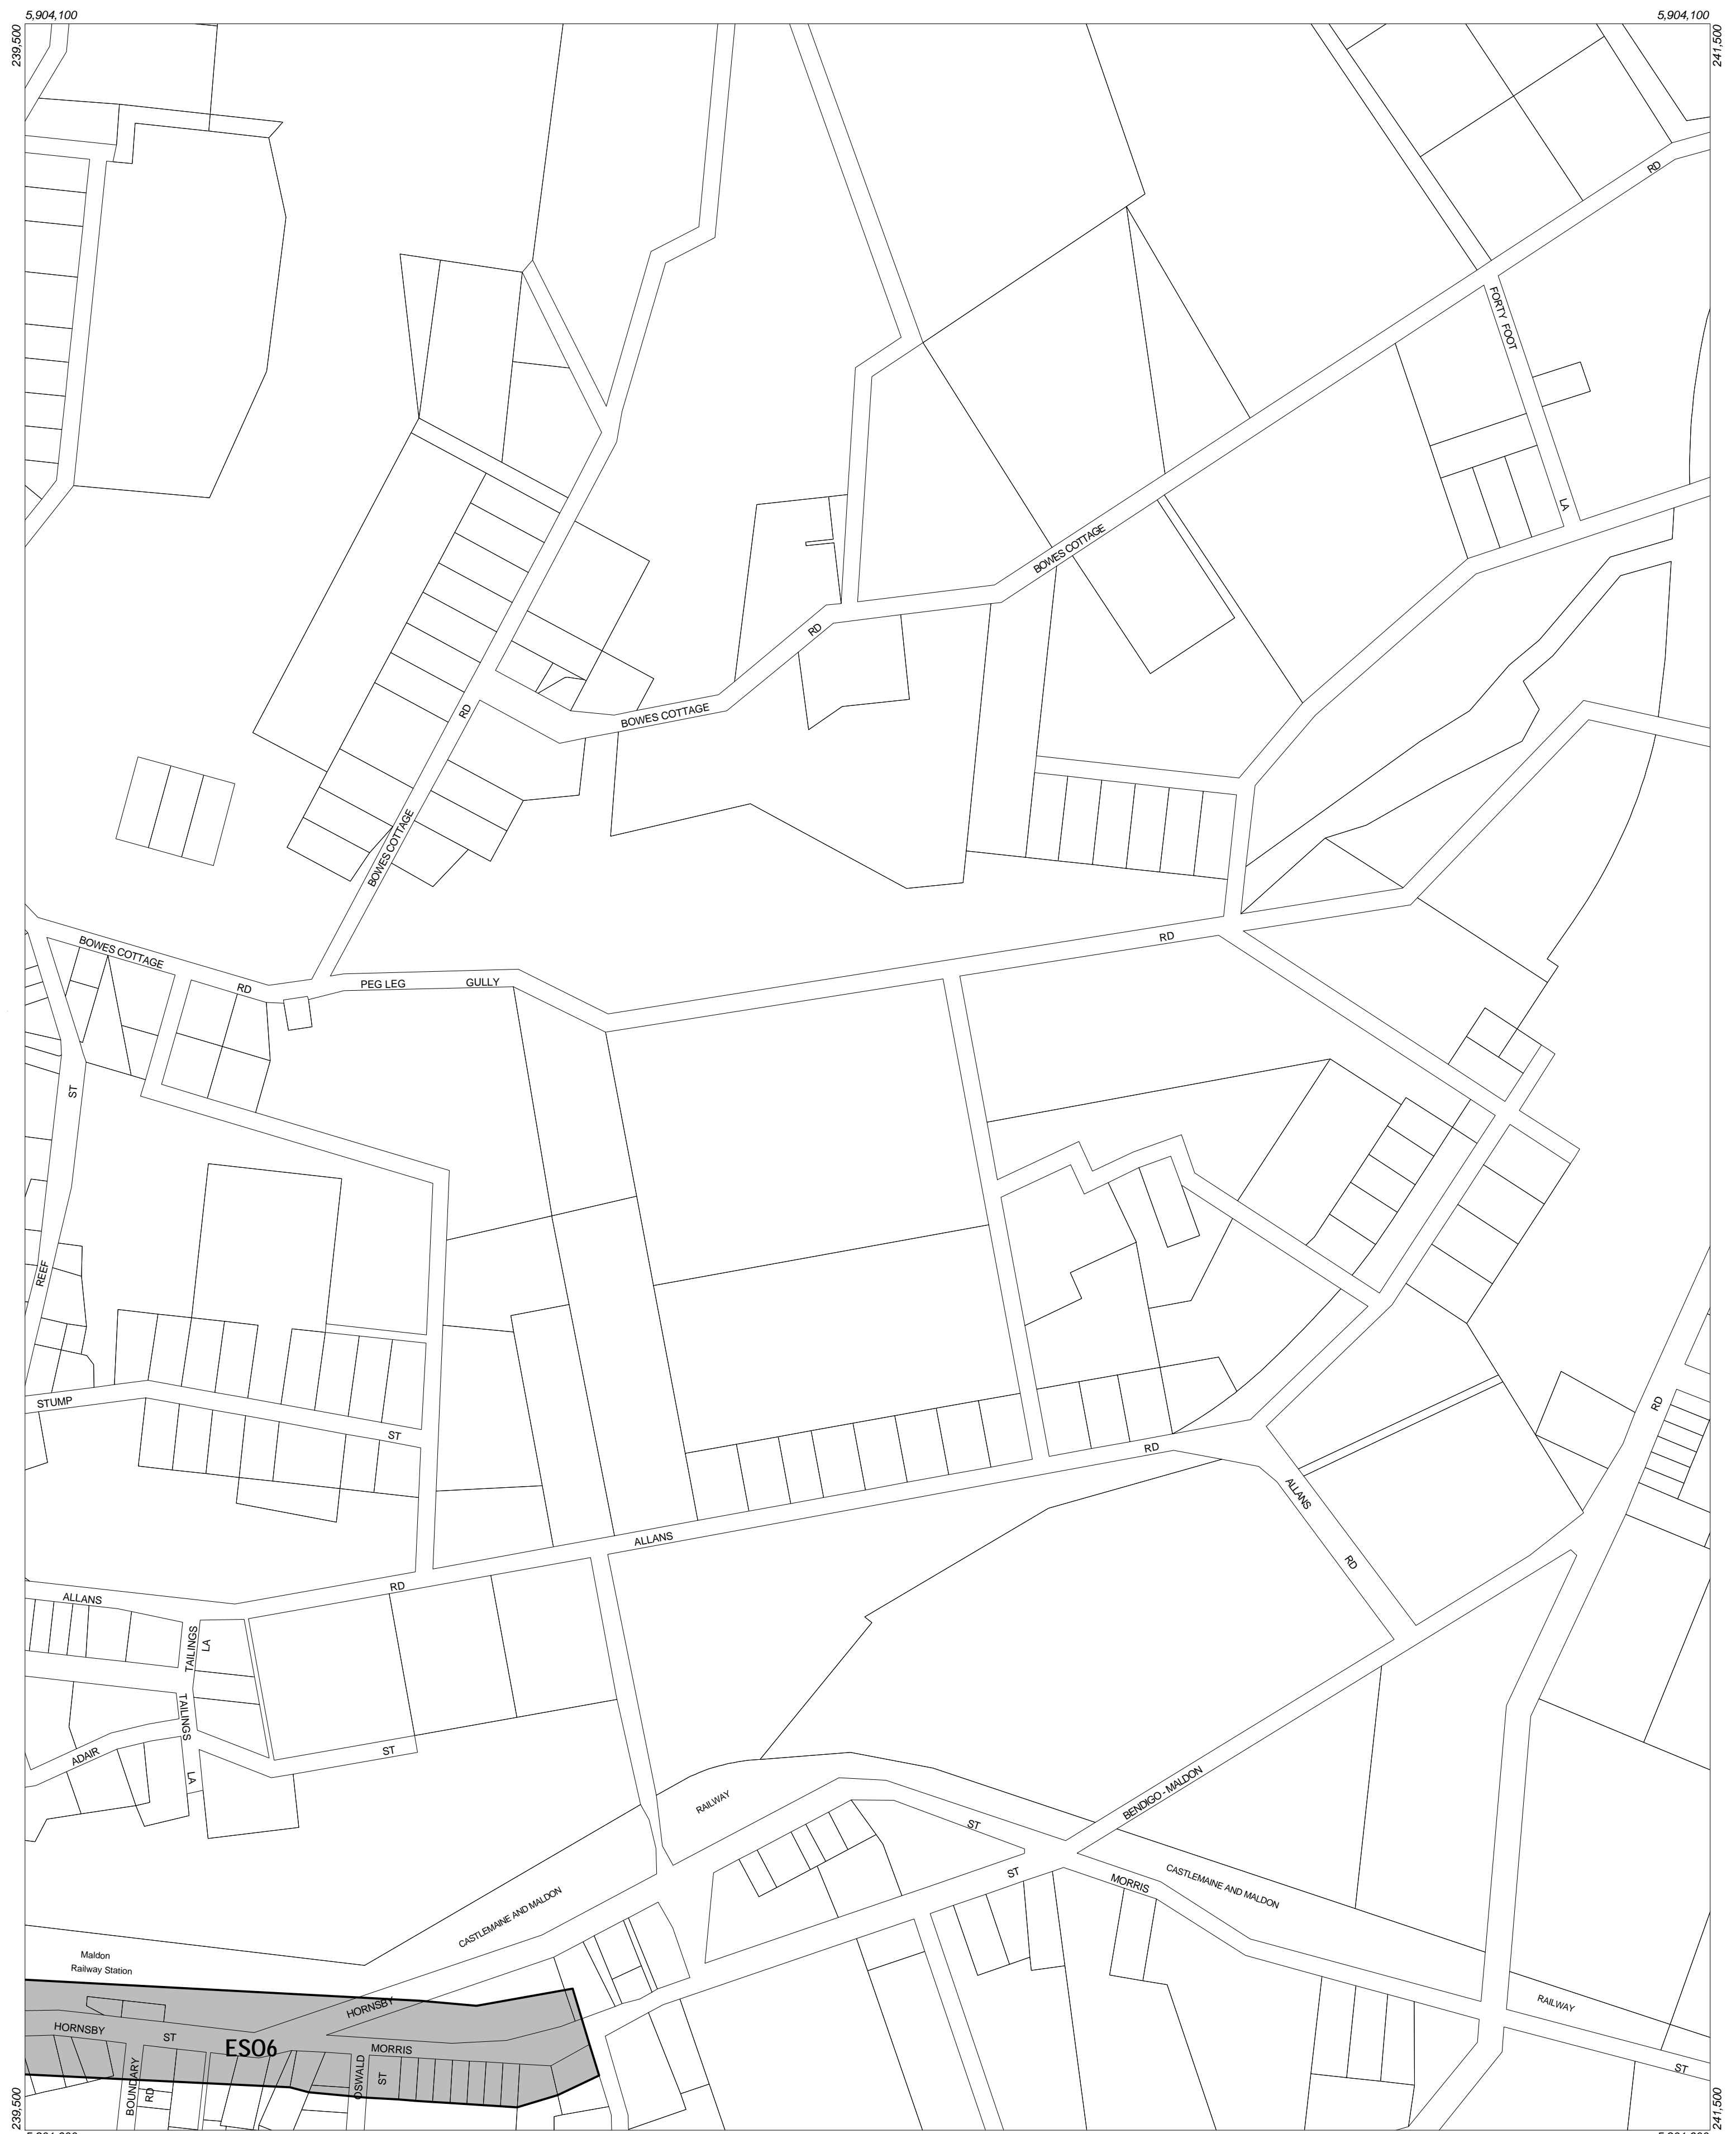 5,904,100
5,904,100
239,500
241,500
RD
FORTY FOOT
LA
BOWES COTTAGE
RD
BOWES COTTAGE
RD
BOWES COTTAGE
BOWES COTTAGE
RD
PEG LEG
GULLY
RD
ST
REEF
STUMP
ST
RD
RD
ALLANS
ALLANS
RD
ALLANS
RD
ALLANS
TAILINGS
LA
TAILINGS
LA
ADAIR
ST
RAILWAY
BENDIGO - MALDON
ST
ST
MORRIS
CASTLEMAINE AND MALDON
CASTLEMAINE AND MALDON
Maldon
Railway Station
RAILWAY
HORNSBY
HORNSBY
ST
ESO6
MORRIS
ST
BOUNDARY
RD
OSWALD
ST
239,500
241,500